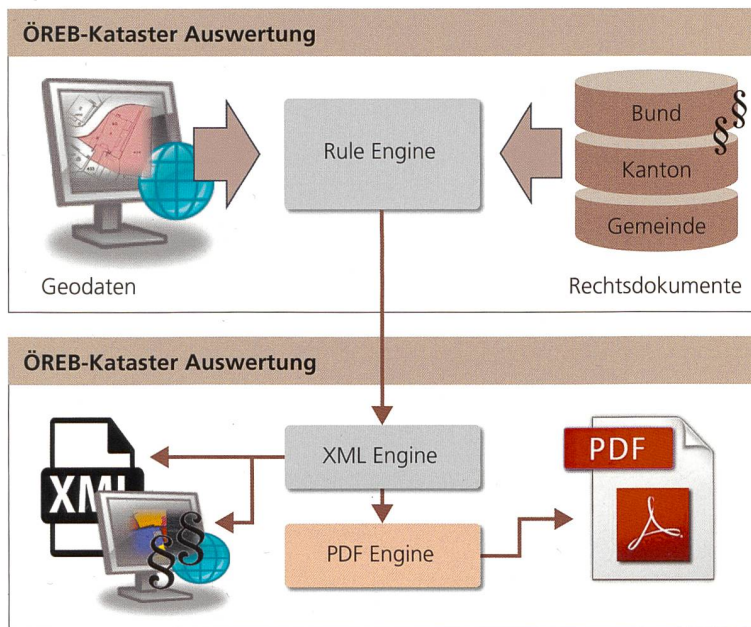 ÖREB-Kataster Auswertung
Rule Engine
Bund
§§
Kanton
Gemeinde
Geodaten
Rechtsdokumente
ÖREB-Kataster Auswertung
XML
§§
XML Engine
PDF Engine
PDF